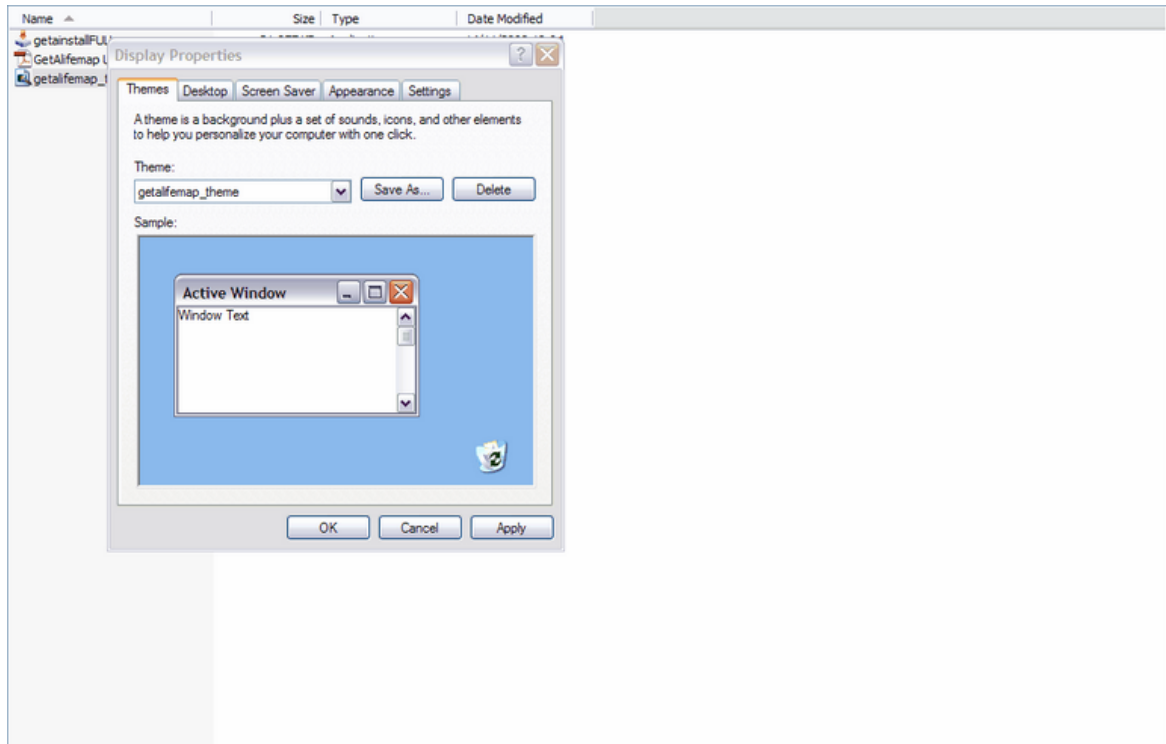 Name Size Type Date Modified
getainstallFUL
GetAlifemap U
getalifemap_t
Display Properties
Themes Desktop Screen Saver Appearance Settings
A theme is a background plus a set of sounds, icons, and other elements
to help you personalize your computer with one click.
Theme:
getalifemap_theme Save As... Delete
Sample:
Active Window
Window Text
OK Cancel Apply